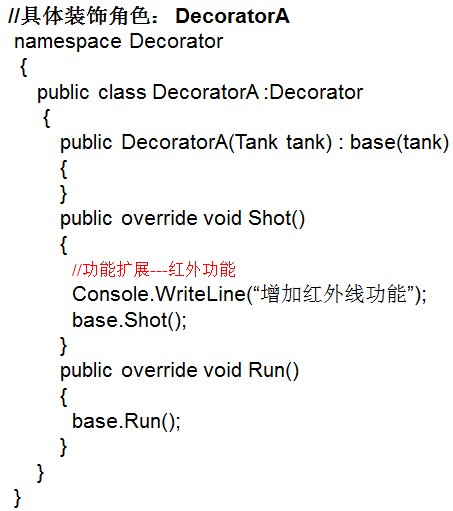 //具体装饰角色：DecoratorA
namespace Decorator
{
public class DecoratorA :Decorator
{
public DecoratorA(Tank tank) : base(tank)
{
}
public override void Shot()
{
//功能扩展---红外功能
Console.WriteLine(“增加红外线功能”);
base.Shot();
}
public override void Run()
{
base.Run();
}
}
}